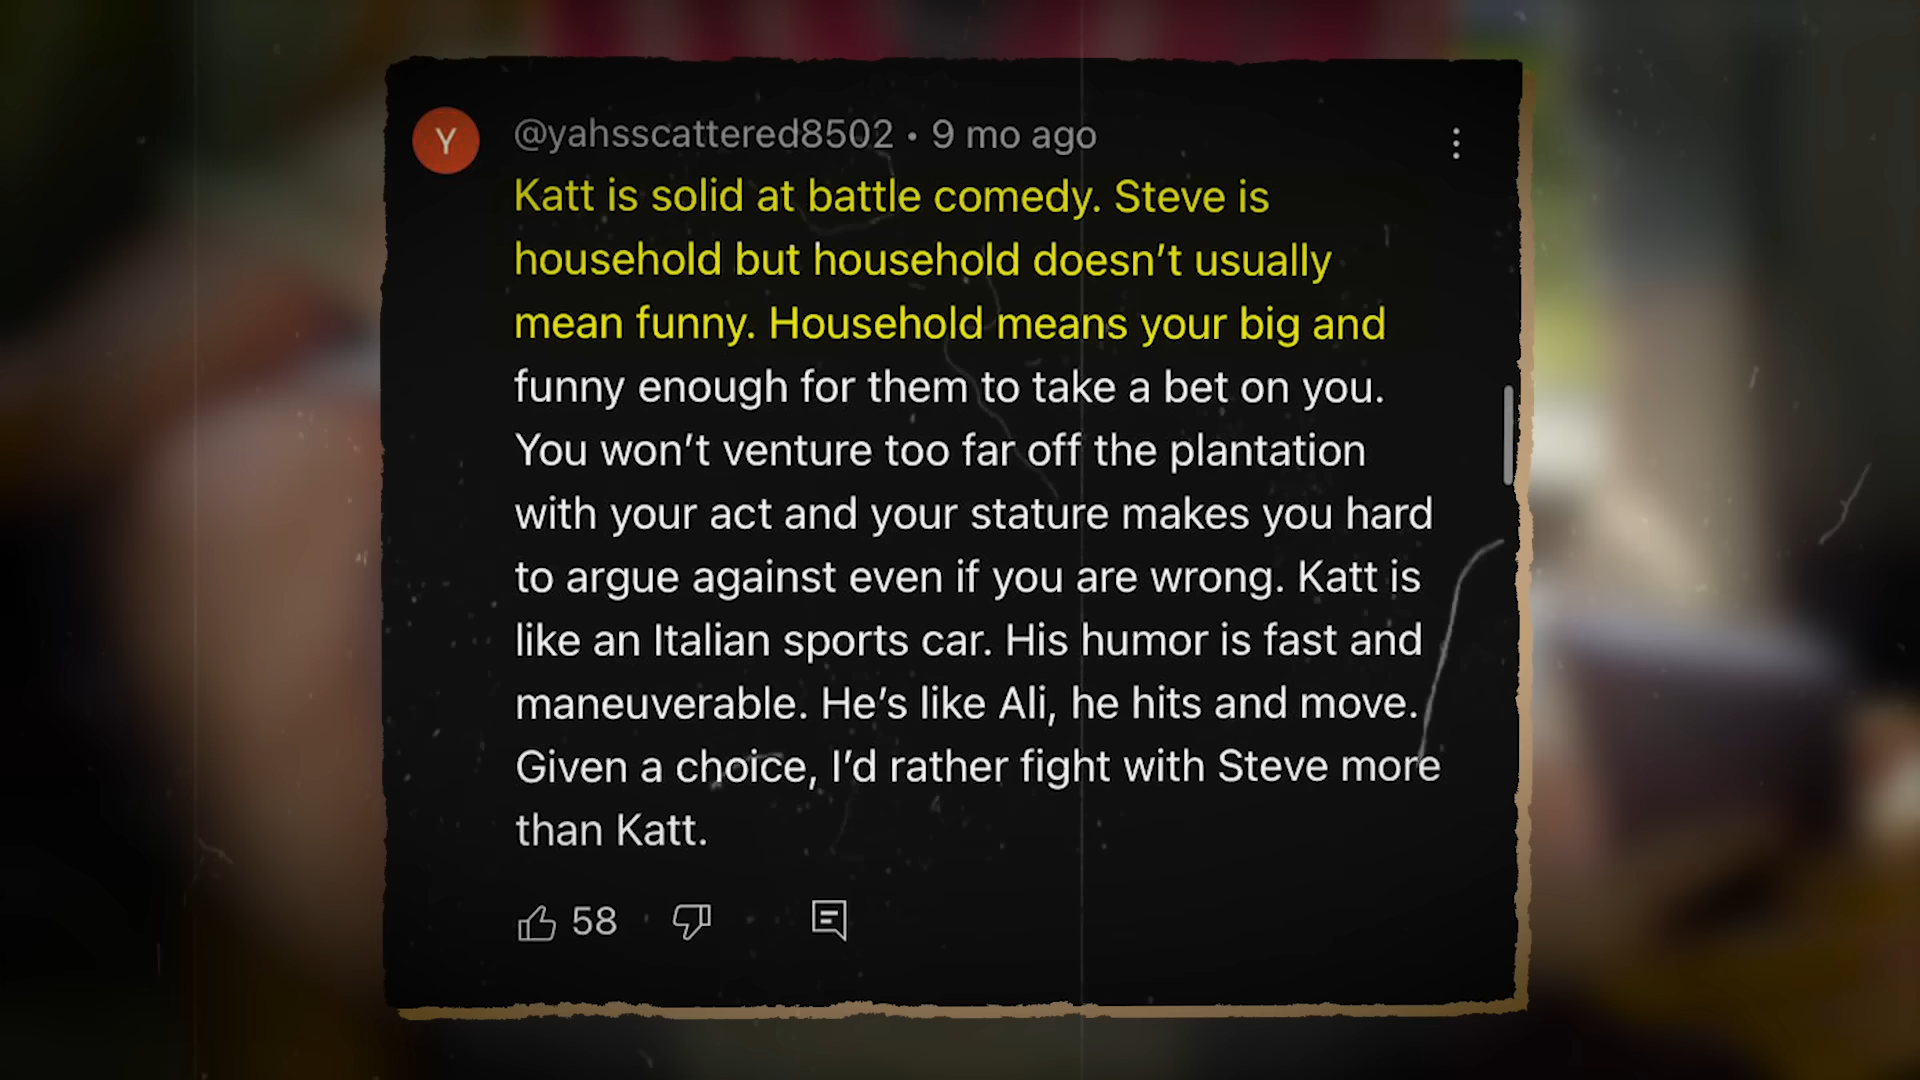 Y
@yahsscattered8502 • 9 mo ago
Katt is solid at battle comedy. Steve is
household but household doesn’t usually
mean funny. Household means your big and
funny enough for them to take a bet on you.
You won’t venture too far off the plantation
with your act and your stature makes you hard
to argue against even if you are wrong. Katt is
like an Italian sports car. His humor is fast and
maneuverable. He’s like Ali, he hits and move.
Given a choice, I’d rather fight with Steve more
than Katt.
58